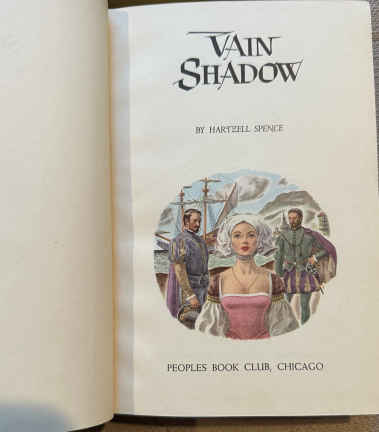 VAIN
SHADOW
BY HARTZELL SPENCE
PEOPLES BOOK CLUB, CHICAGO